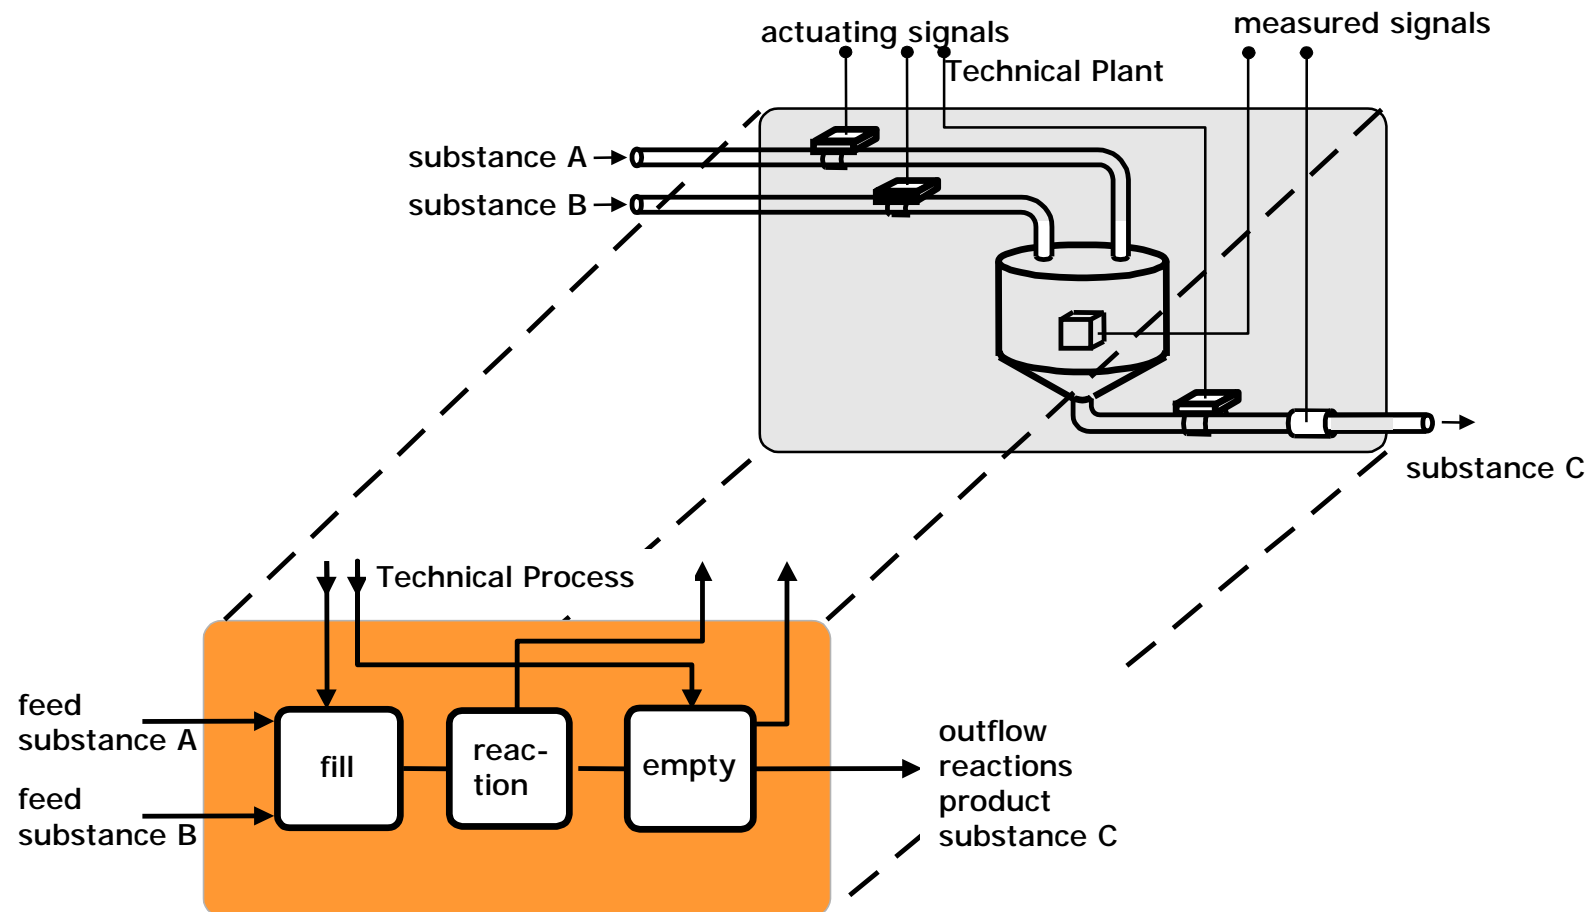 actuating signals
measured signals
Technical Plant
substance A
substance B
substance C
Technical Process
feed
substance A
feed
substance B
fill
reac-
tion
empty
outflow
reactions
product
substance C